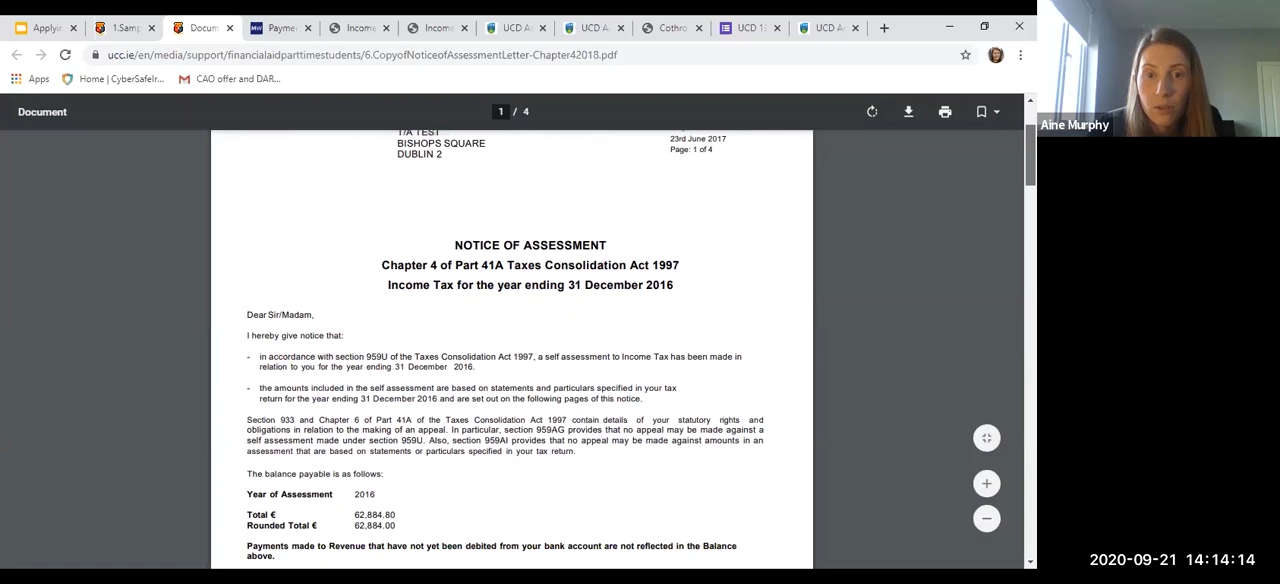 Applyir
1.Samp
Docum
MW
Payme
Income
Income
UCD A
UCD A
Cothro
UCD 1
UCD A
ucc.ie/en/media/support/financialaidparttimestudents/6.CopyofNoticeofAssessmentLetter-Chapter42018.pdf
Apps
Home | CyberSafeIr...
CAO offer and DAR...
Document
1 / 4
T/A TEST
BISHOPS SQUARE
DUBLIN 2
23rd June 2017
Page: 1 of 4
NOTICE OF ASSESSMENT
Chapter 4 of Part 41A Taxes Consolidation Act 1997
Income Tax for the year ending 31 December 2016
Dear Sir/Madam,
I hereby give notice that:
- in accordance with section 959U of the Taxes Consolidation Act 1997, a self assessment to Income Tax has been made in
relation to you for the year ending 31 December 2016.
- the amounts included in the self assessment are based on statements and particulars specified in your tax
return for the year ending 31 December 2016 and are set out on the following pages of this notice.
Section 933 and Chapter 6 of Part 41A of the Taxes Consolidation Act 1997 contain details of your statutory rights and
obligations in relation to the making of an appeal. In particular, section 959AG provides that no appeal may be made against a
self assessment made under section 959U. Also, section 959AI provides that no appeal may be made against amounts in an
assessment that are based on statements or particulars specified in your tax return.
The balance payable is as follows:
Year of Assessment 2016
Total € 62,884.80
Rounded Total € 62,884.00
Payments made to Revenue that have not yet been debited from your bank account are not reflected in the Balance
above.
Aine Murphy
2020-09-21 14:14:14